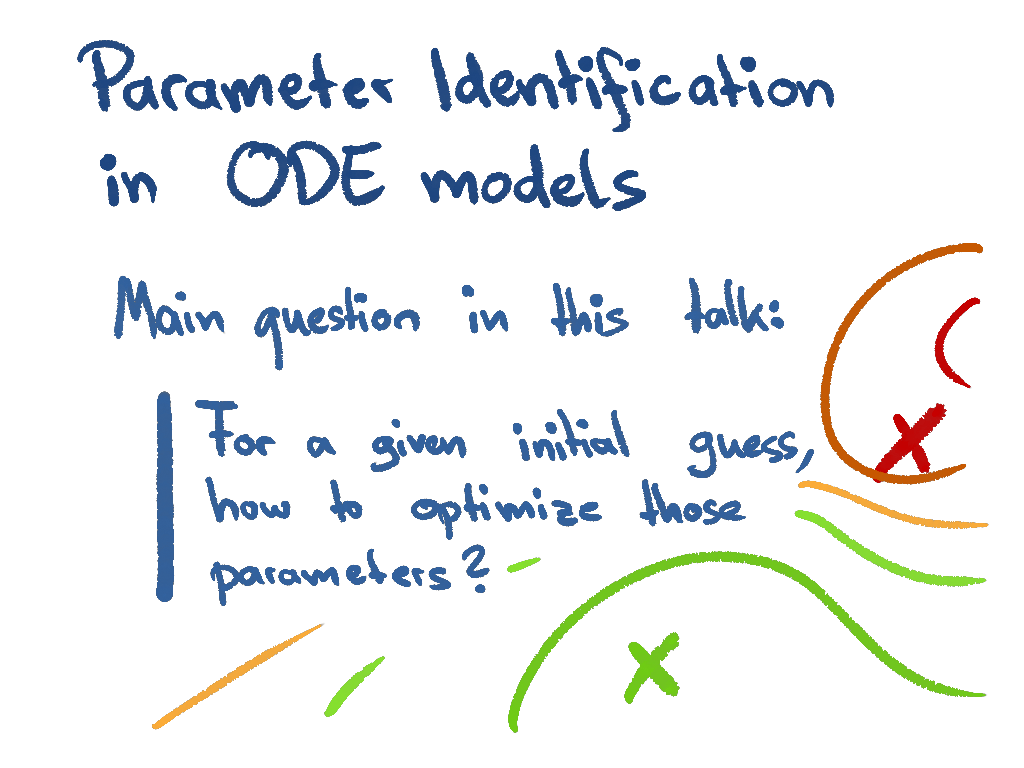 Parameter Identification
in ODE models
Main question in this talk:
For a given initial guess,
how to optimize those
parameters?